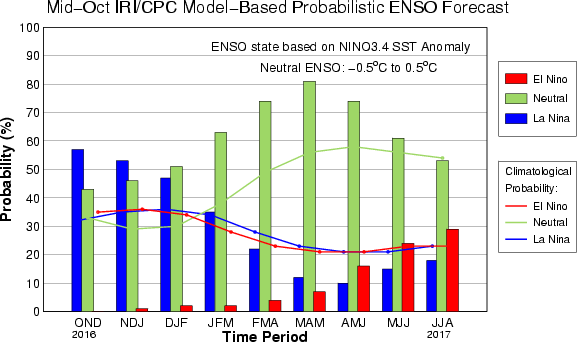 Mid-Oct IRI/CPC Model-Based Probabilistic ENSO Forecast
ENSO state based on NINO3.4 SST Anomaly
Neutral ENSO: -0.5°C to 0.5°C
Probability (%)
100
90
80
70
60
50
40
30
20
10
0
OND NDJ DJF JFM FMA MAM AMJ MJJ JJA
2016 2017
Time Period
El Nino
Neutral
La Nina
Climatological
Probability:
El Nino
Neutral
La Nina